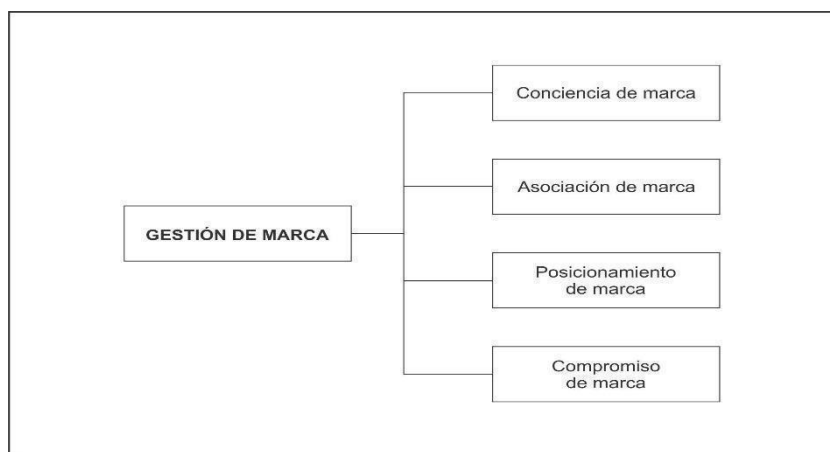 GESTIÓN DE MARCA
Conciencia de marca
Asociación de marca
Posicionamiento
de marca
Compromiso
de marca